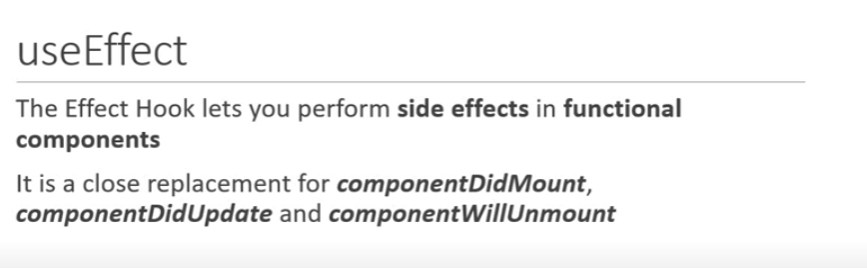 useEffect
The Effect Hook lets you perform side effects in functional
components
It is a close replacement for componentDidMount,
componentDidUpdate and componentWillUnmount